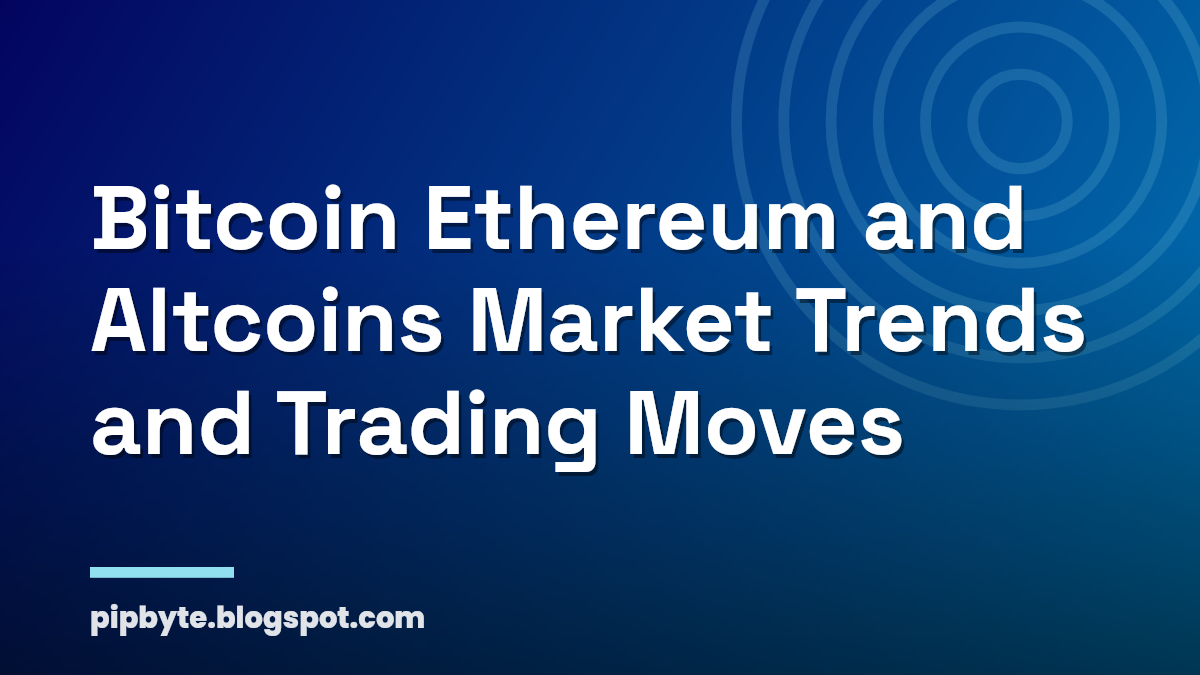 Bitcoin Ethereum and
Altcoins Market Trends
and Trading Moves
pipbyte.blogspot.com